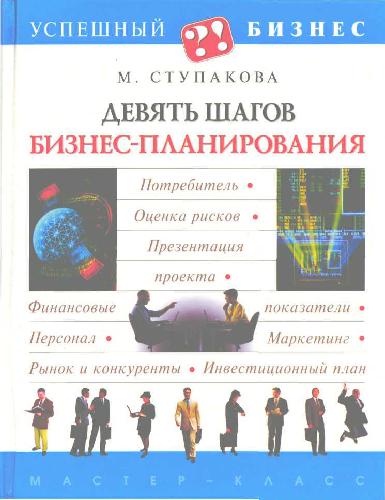 УСПЕШНЫЙ ?! БИЗНЕС
М. СТУПАКОВА
ДЕВЯТЬ ШАГОВ
БИЗНЕС-ПЛАНИРОВАНИЯ
Потребитель •
Оценка рисков •
Презентация
проекта •
Финансовые показатели •
Персонал • Маркетинг •
Рынок и конкуренты • Инвестиционный план
МАСТЕР-КЛАСС